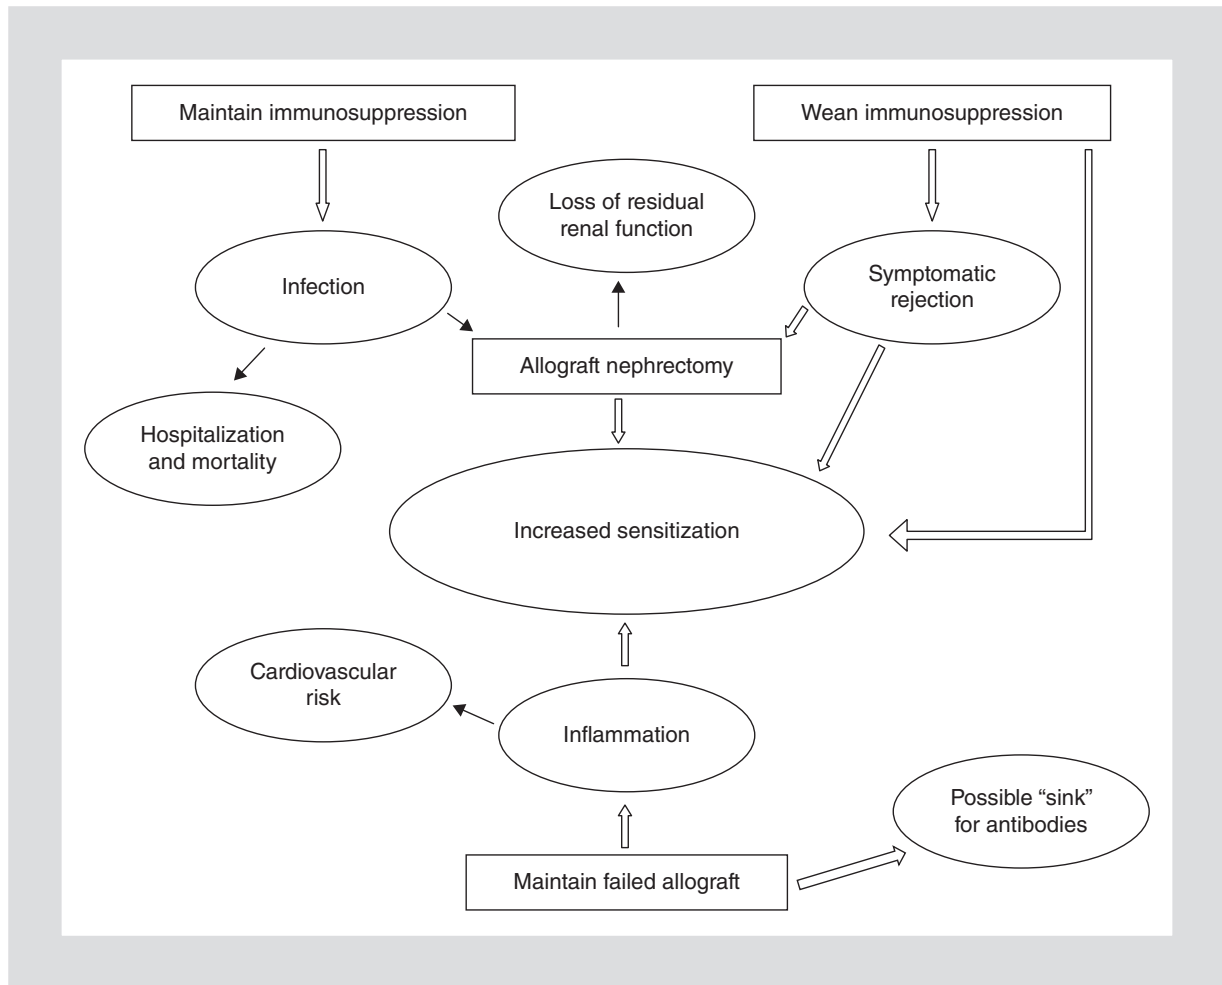 Maintain immunosuppression
Wean immunosuppression
Loss of residual
renal function
Infection
Symptomatic
rejection
Allograft nephrectomy
Hospitalization
and mortality
Increased sensitization
Cardiovascular
risk
Inflammation
Possible “sink”
for antibodies
Maintain failed allograft